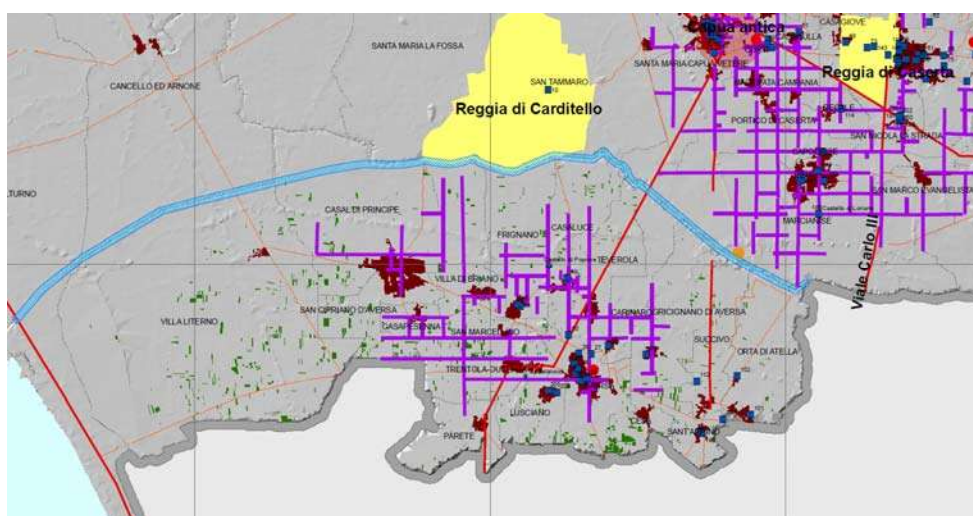 CASAGIOVE
Capua antica
SANTA MARIA LA FOSSA
SANTA MARIA CAPUA VETERE
Reggia di Caserta
SAN TAMMARO
CANCELLO ED ARNONE
Reggia di Carditello
PORTICO DI CASERTA
SAN NICOLA LA STRADA
CAPODRISE
SAN MARCO EVANGELISTA
CASAL DI PRINCIPE
MARCIANISE
Viale Carlo III
CASALUCE
FRIGNANO
TEVEROLA
VILLA DI BRIANO
SAN CIPRIANO D'AVERSA
CARINARO
GRICIGNANO DI AVERSA
VILLA LITERNO
CASAPESENNA
SAN MARCELLINO
SUCCIVO
ORTA DI ATELLA
LUSCIANO
PARETE